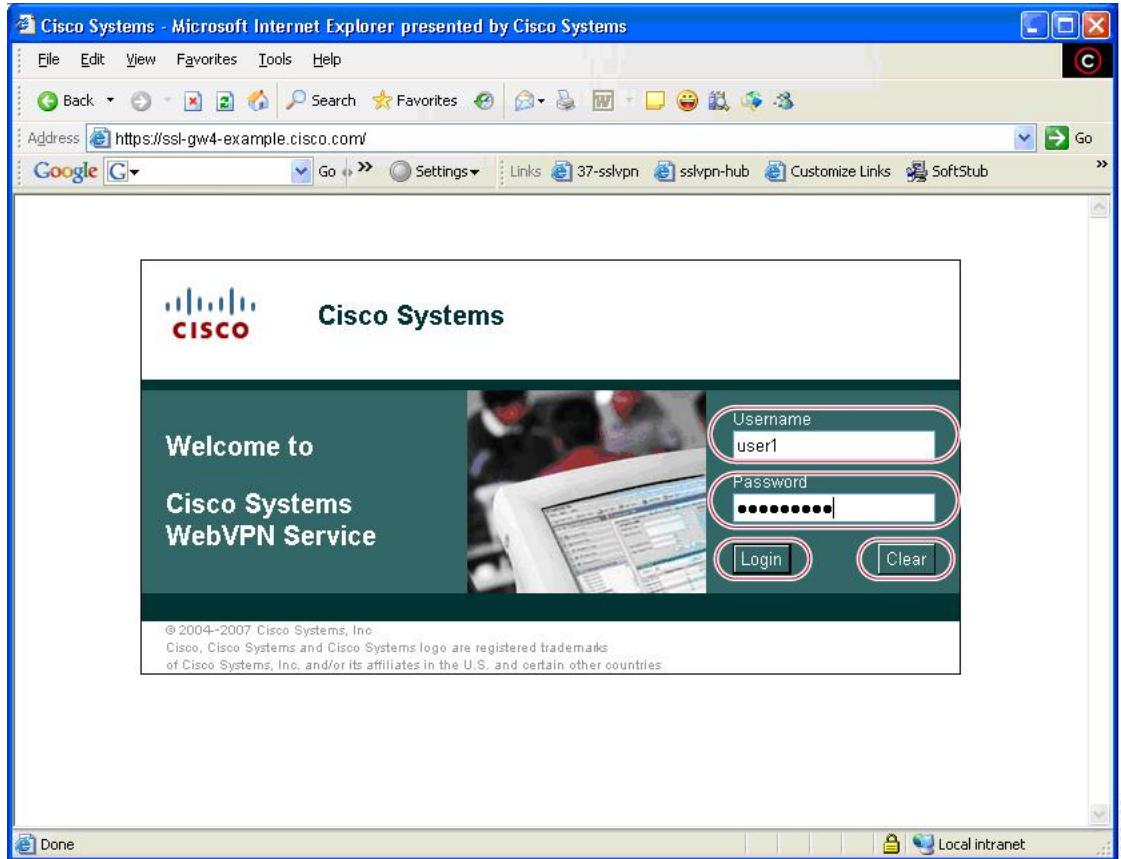 Cisco Systems - Microsoft Internet Explorer presented by Cisco Systems
File Edit View Favorites Tools Help
Back Search Favorites
Address https://ssl-gw4-example.cisco.com/ Go
Google G Go » Settings Links 37-sslvpn sslvpn-hub Customize Links SoftStub »
CISCO
Cisco Systems
Welcome to
Cisco Systems
WebVPN Service
Username
user1
Password
•••••••••
Login Clear
© 2004--2007 Cisco Systems, Inc
Cisco, Cisco Systems and Cisco Systems logo are registered trademarks
of Cisco Systems, Inc. and/or its affiliates in the U.S. and certain other countries
Done Local intranet